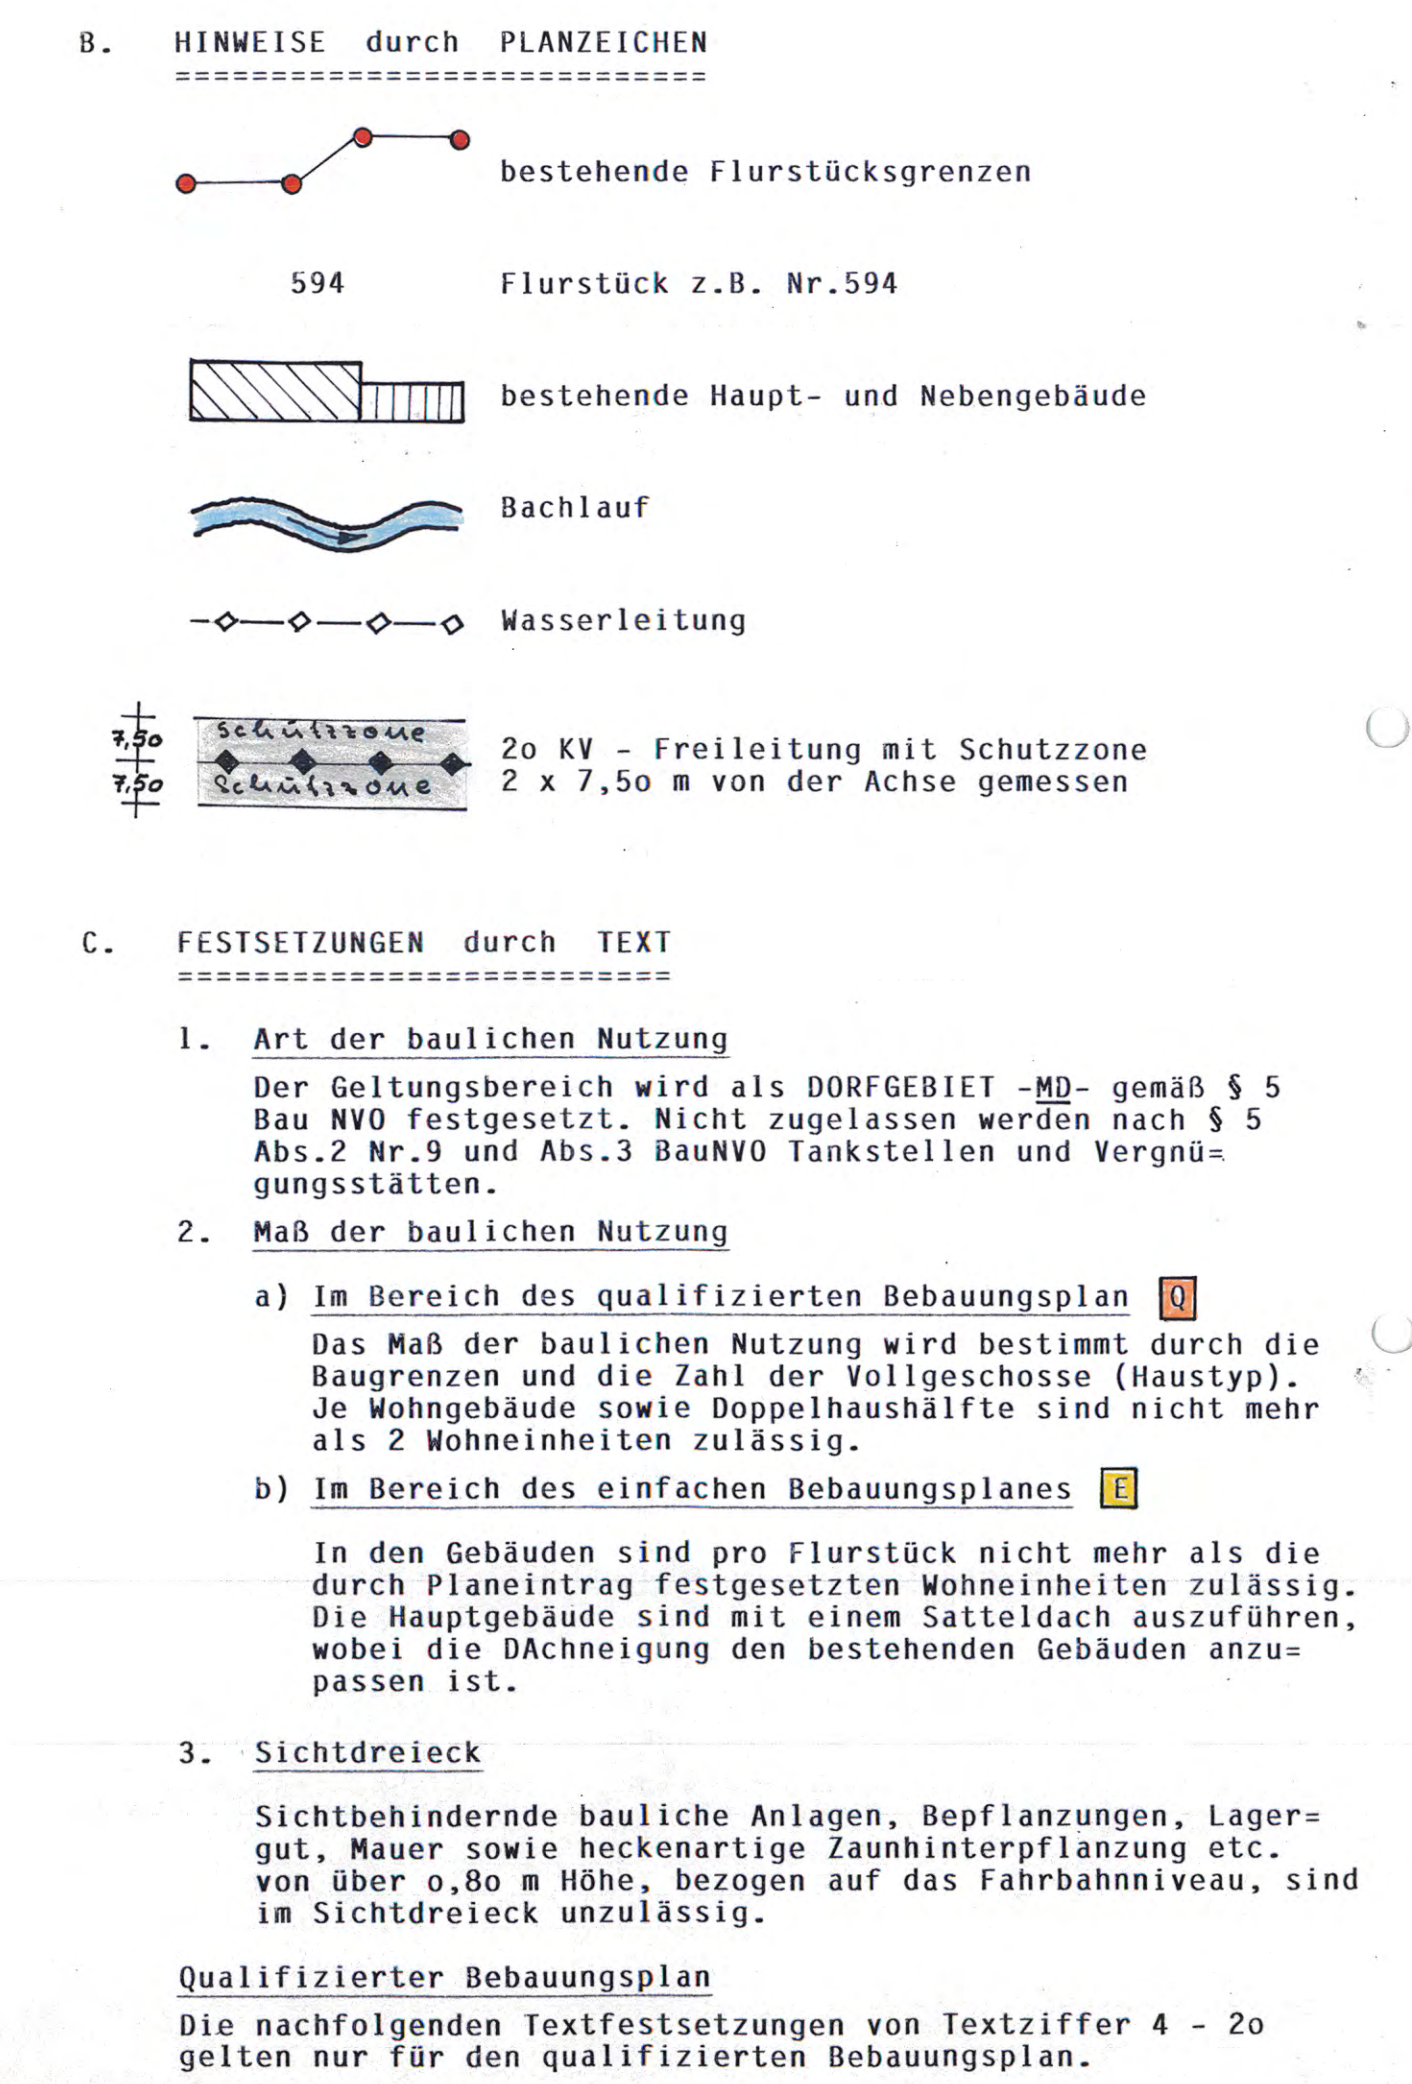 B. HINWEISE durch PLANZEICHEN
============================
bestehende Flurstücksgrenzen
594 Flurstück z.B. Nr.594
bestehende Haupt- und Nebengebäude
Bachlauf
Wasserleitung
7,50
7,50
Schutzzone
Schutzzone
2o KV - Freileitung mit Schutzzone
2 x 7,5o m von der Achse gemessen
C. FESTSETZUNGEN durch TEXT
==========================
1. Art der baulichen Nutzung
Der Geltungsbereich wird als DORFGEBIET -MD- gemäß § 5
Bau NVO festgesetzt. Nicht zugelassen werden nach § 5
Abs.2 Nr.9 und Abs.3 BauNVO Tankstellen und Vergnü=
gungsstätten.
2. Maß der baulichen Nutzung
a) Im Bereich des qualifizierten Bebauungsplan Q
Das Maß der baulichen Nutzung wird bestimmt durch die
Baugrenzen und die Zahl der Vollgeschosse (Haustyp).
Je Wohngebäude sowie Doppelhaushälfte sind nicht mehr
als 2 Wohneinheiten zulässig.
b) Im Bereich des einfachen Bebauungsplanes E
In den Gebäuden sind pro Flurstück nicht mehr als die
durch Planeintrag festgesetzten Wohneinheiten zulässig.
Die Hauptgebäude sind mit einem Satteldach auszuführen,
wobei die DAchneigung den bestehenden Gebäuden anzu=
passen ist.
3. Sichtdreieck
Sichtbehindernde bauliche Anlagen, Bepflanzungen, Lager=
gut, Mauer sowie heckenartige Zaunhinterpflanzung etc.
von über o,8o m Höhe, bezogen auf das Fahrbahnniveau, sind
im Sichtdreieck unzulässig.
Qualifizierter Bebauungsplan
Die nachfolgenden Textfestsetzungen von Textziffer 4 - 2o
gelten nur für den qualifizierten Bebauungsplan.